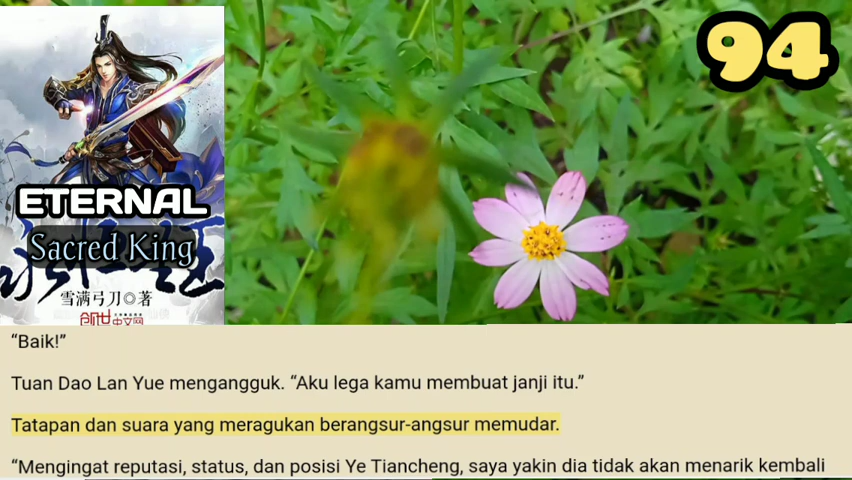 94
ETERNAL
Sacred King
雪满弓刀◎著
“Baik!”
Tuan Dao Lan Yue mengangguk. “Aku lega kamu membuat janji itu.”
Tatapan dan suara yang meragukan berangsur-angsur memudar.
“Mengingat reputasi, status, dan posisi Ye Tiancheng, saya yakin dia tidak akan menarik kembali